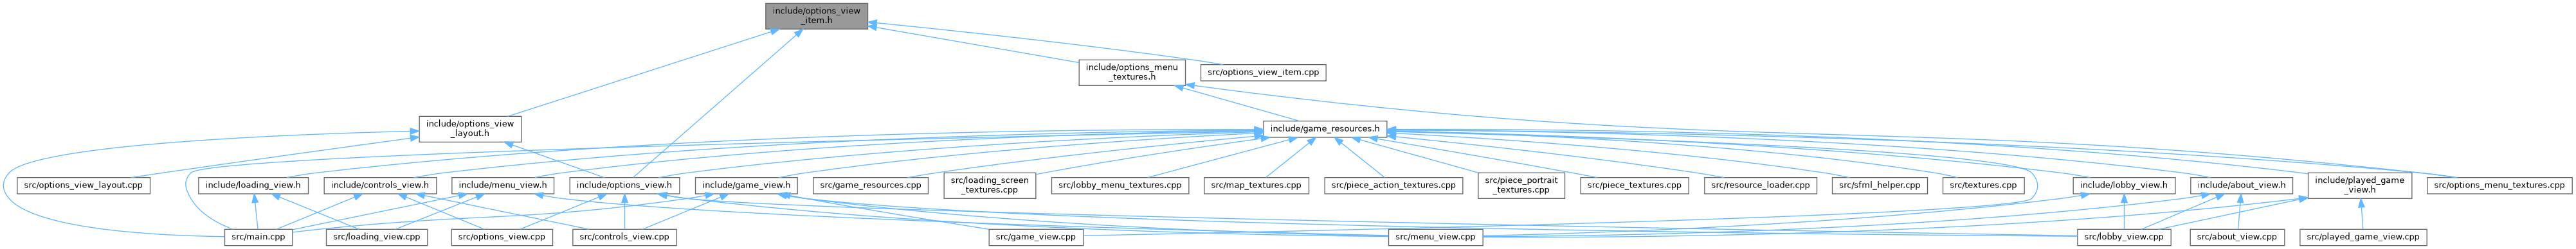 include/options_view
_item.h
include/options_menu
_textures.h
src/options_view_item.cpp
include/options_view
_layout.h
include/game_resources.h
src/options_view_layout.cpp
include/loading_view.h
include/controls_view.h
include/menu_view.h
include/options_view.h
include/game_view.h
src/game_resources.cpp
src/loading_screen
_textures.cpp
src/lobby_menu_textures.cpp
src/map_textures.cpp
src/piece_action_textures.cpp
src/piece_portrait
_textures.cpp
src/piece_textures.cpp
src/resource_loader.cpp
src/sfml_helper.cpp
src/textures.cpp
include/lobby_view.h
include/about_view.h
include/played_game
_view.h
src/options_menu_textures.cpp
src/main.cpp
src/loading_view.cpp
src/options_view.cpp
src/controls_view.cpp
src/game_view.cpp
src/menu_view.cpp
src/lobby_view.cpp
src/about_view.cpp
src/played_game_view.cpp